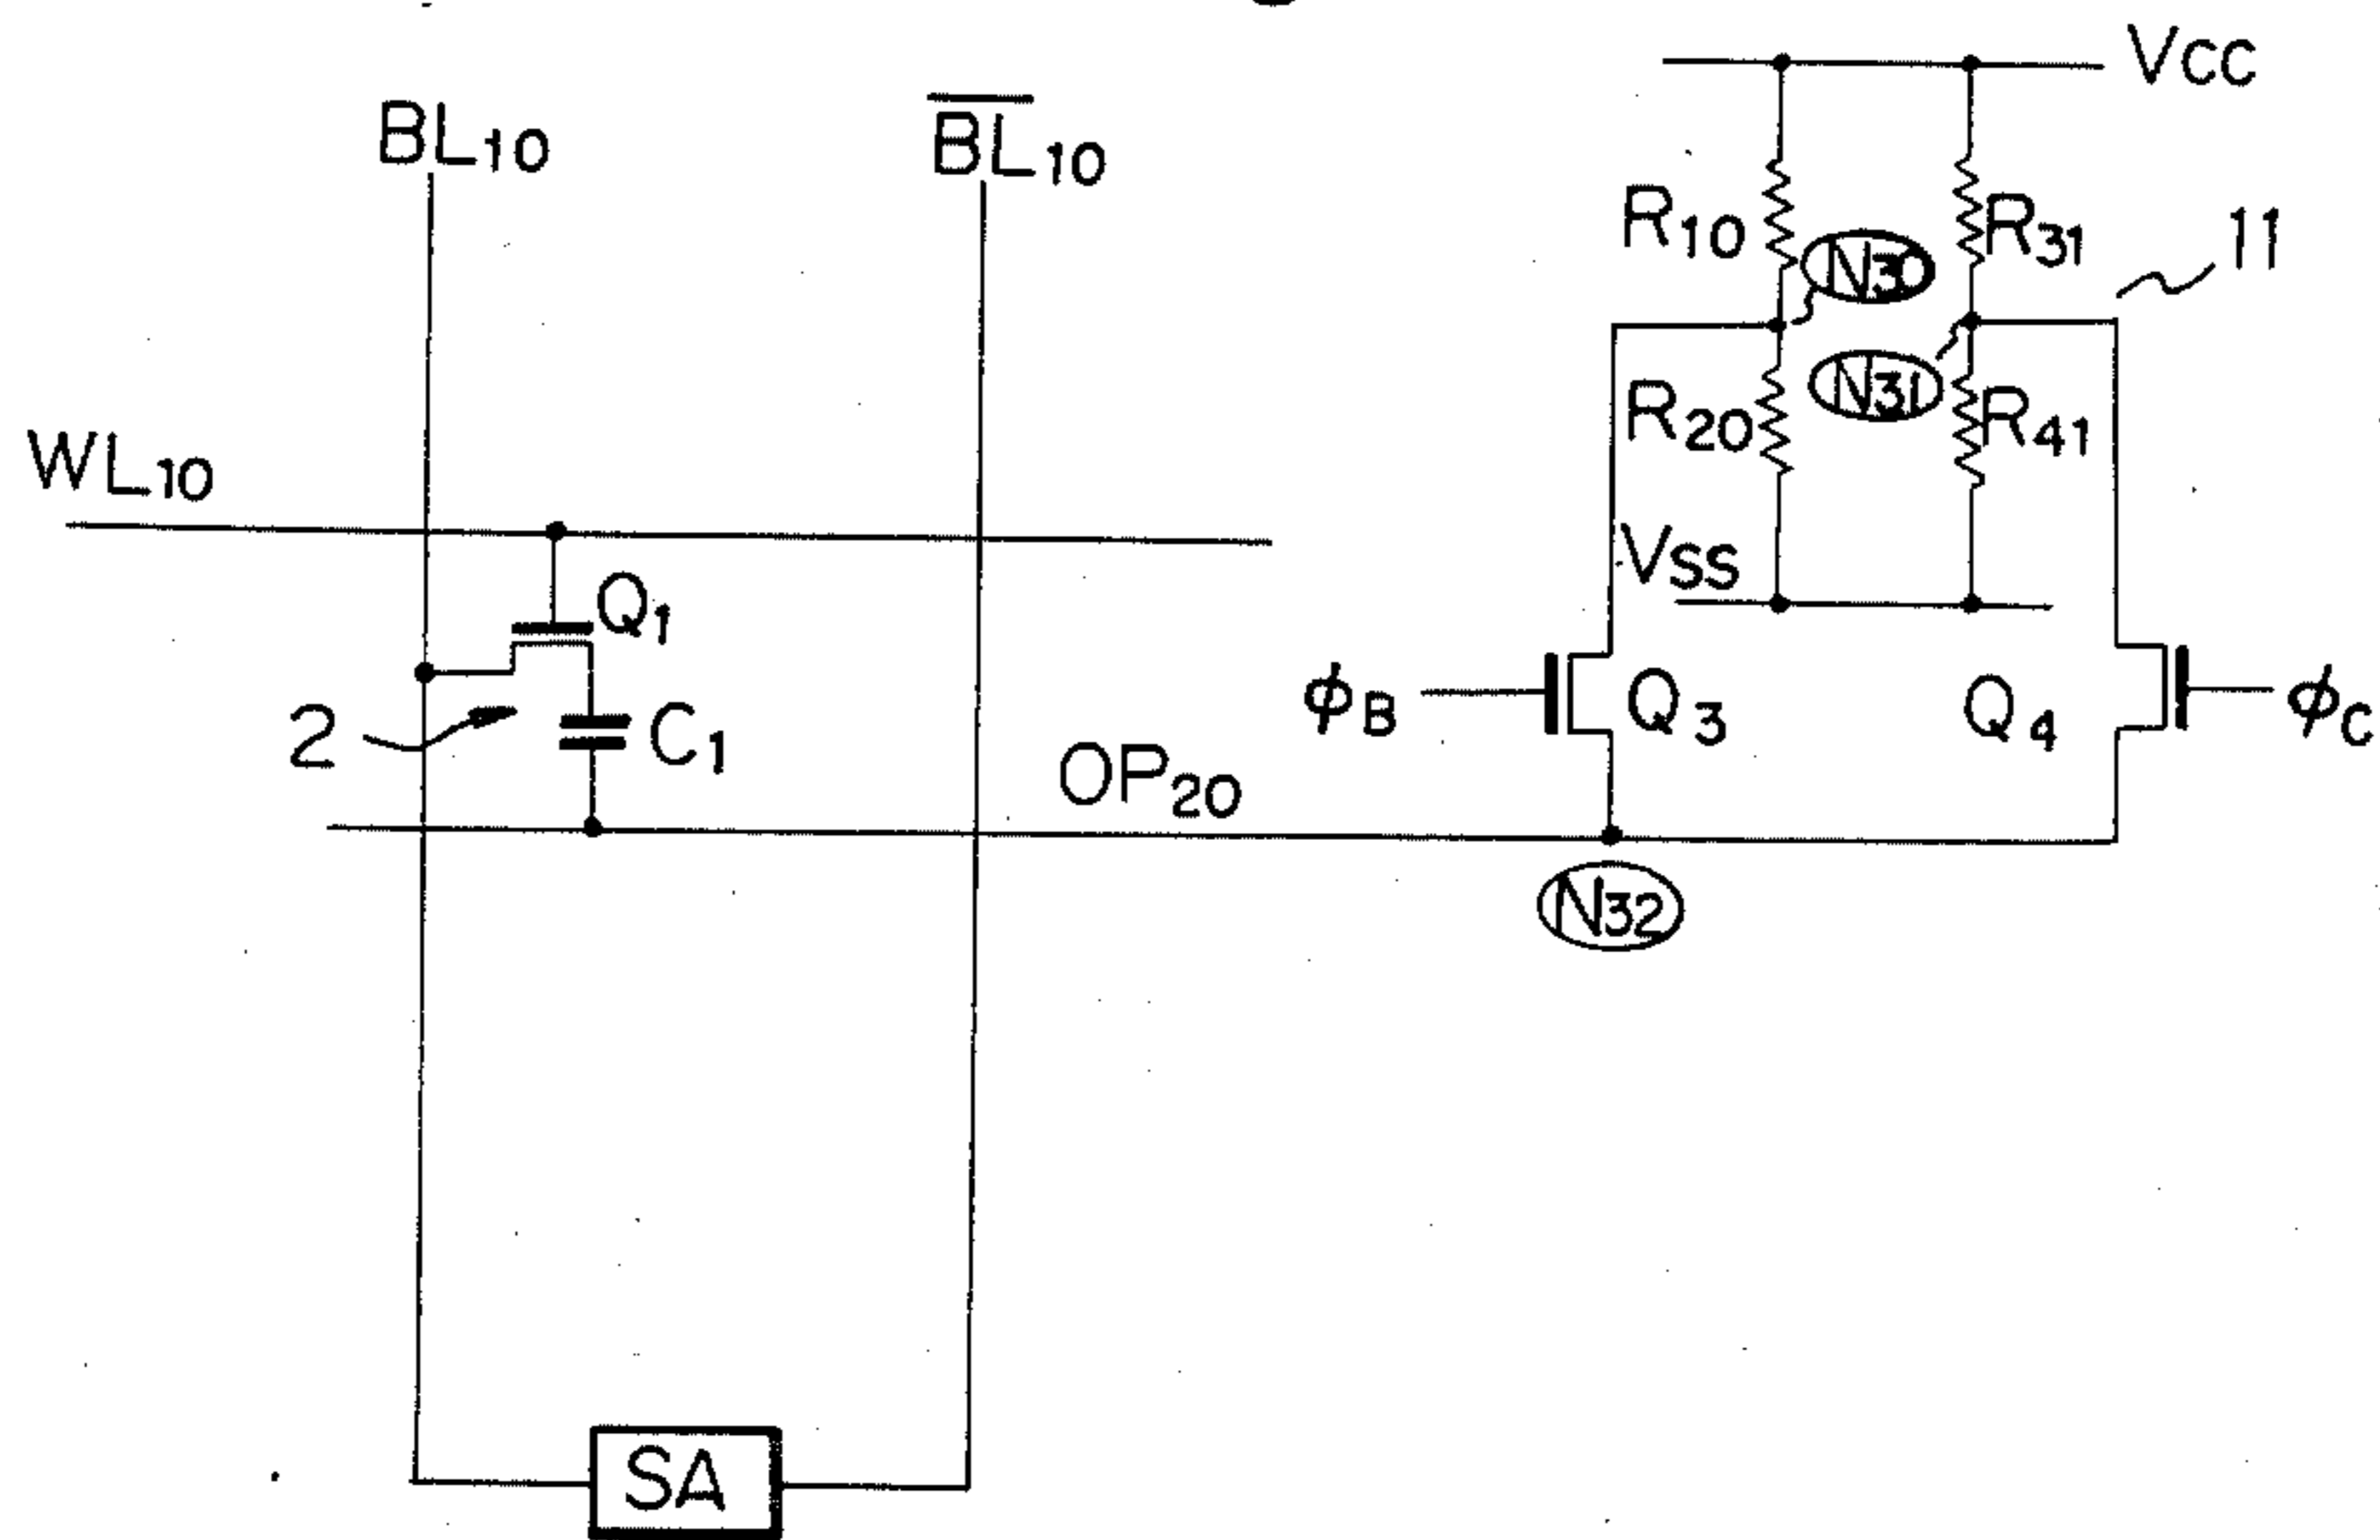 Vcc
BL10
BL10
R10
R31
11
N30
N31
R20
R41
WL10
Vss
Q1
ϕB
Q3
Q4
ϕC
2
C1
OP20
N32
SA